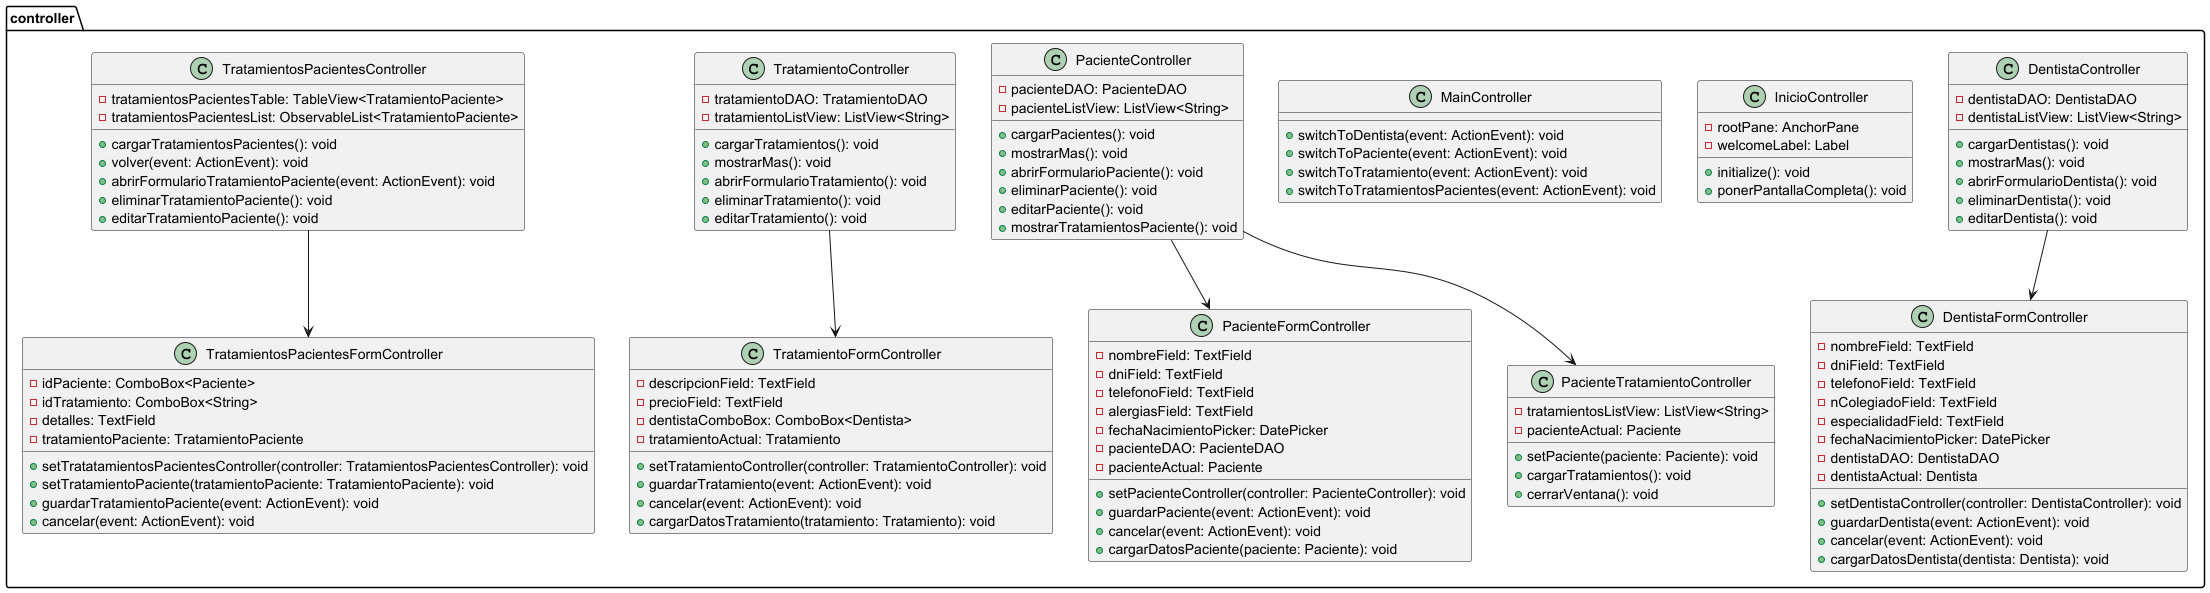 controller
C TratamientosPacientesController
tratamientosPacientesTable: TableView<TratamientoPaciente>
tratamientosPacientesList: ObservableList<TratamientoPaciente>
cargarTratamientosPacientes(): void
volver(event: ActionEvent): void
abrirFormularioTratamientoPaciente(event: ActionEvent): void
eliminarTratamientoPaciente(): void
editarTratamientoPaciente(): void
C TratamientoController
tratamientoDAO: TratamientoDAO
tratamientoListView: ListView<String>
cargarTratamientos(): void
mostrarMas(): void
abrirFormularioTratamiento(): void
eliminarTratamiento(): void
editarTratamiento(): void
C PacienteController
pacienteDAO: PacienteDAO
pacienteListView: ListView<String>
cargarPacientes(): void
mostrarMas(): void
abrirFormularioPaciente(): void
eliminarPaciente(): void
editarPaciente(): void
mostrarTratamientosPaciente(): void
C MainController
switchToDentista(event: ActionEvent): void
switchToPaciente(event: ActionEvent): void
switchToTratamiento(event: ActionEvent): void
switchToTratamientosPacientes(event: ActionEvent): void
C InicioController
rootPane: AnchorPane
welcomeLabel: Label
initialize(): void
ponerPantallaCompleta(): void
C DentistaController
dentistaDAO: DentistaDAO
dentistaListView: ListView<String>
cargarDentistas(): void
mostrarMas(): void
abrirFormularioDentista(): void
eliminarDentista(): void
editarDentista(): void
C TratamientosPacientesFormController
idPaciente: ComboBox<Paciente>
idTratamiento: ComboBox<String>
detalles: TextField
tratamientoPaciente: TratamientoPaciente
setTratatamientosPacientesController(controller: TratamientosPacientesController): void
setTratamientoPaciente(tratamientoPaciente: TratamientoPaciente): void
guardarTratamientoPaciente(event: ActionEvent): void
cancelar(event: ActionEvent): void
C TratamientoFormController
descripcionField: TextField
precioField: TextField
dentistaComboBox: ComboBox<Dentista>
tratamientoActual: Tratamiento
setTratamientoController(controller: TratamientoController): void
guardarTratamiento(event: ActionEvent): void
cancelar(event: ActionEvent): void
cargarDatosTratamiento(tratamiento: Tratamiento): void
C PacienteFormController
nombreField: TextField
dniField: TextField
telefonoField: TextField
alergiasField: TextField
fechaNacimientoPicker: DatePicker
pacienteDAO: PacienteDAO
pacienteActual: Paciente
setPacienteController(controller: PacienteController): void
guardarPaciente(event: ActionEvent): void
cancelar(event: ActionEvent): void
cargarDatosPaciente(paciente: Paciente): void
C PacienteTratamientoController
tratamientosListView: ListView<String>
pacienteActual: Paciente
setPaciente(paciente: Paciente): void
cargarTratamientos(): void
cerrarVentana(): void
C DentistaFormController
nombreField: TextField
dniField: TextField
telefonoField: TextField
nColegiadoField: TextField
especialidadField: TextField
fechaNacimientoPicker: DatePicker
dentistaDAO: DentistaDAO
dentistaActual: Dentista
setDentistaController(controller: DentistaController): void
guardarDentista(event: ActionEvent): void
cancelar(event: ActionEvent): void
cargarDatosDentista(dentista: Dentista): void